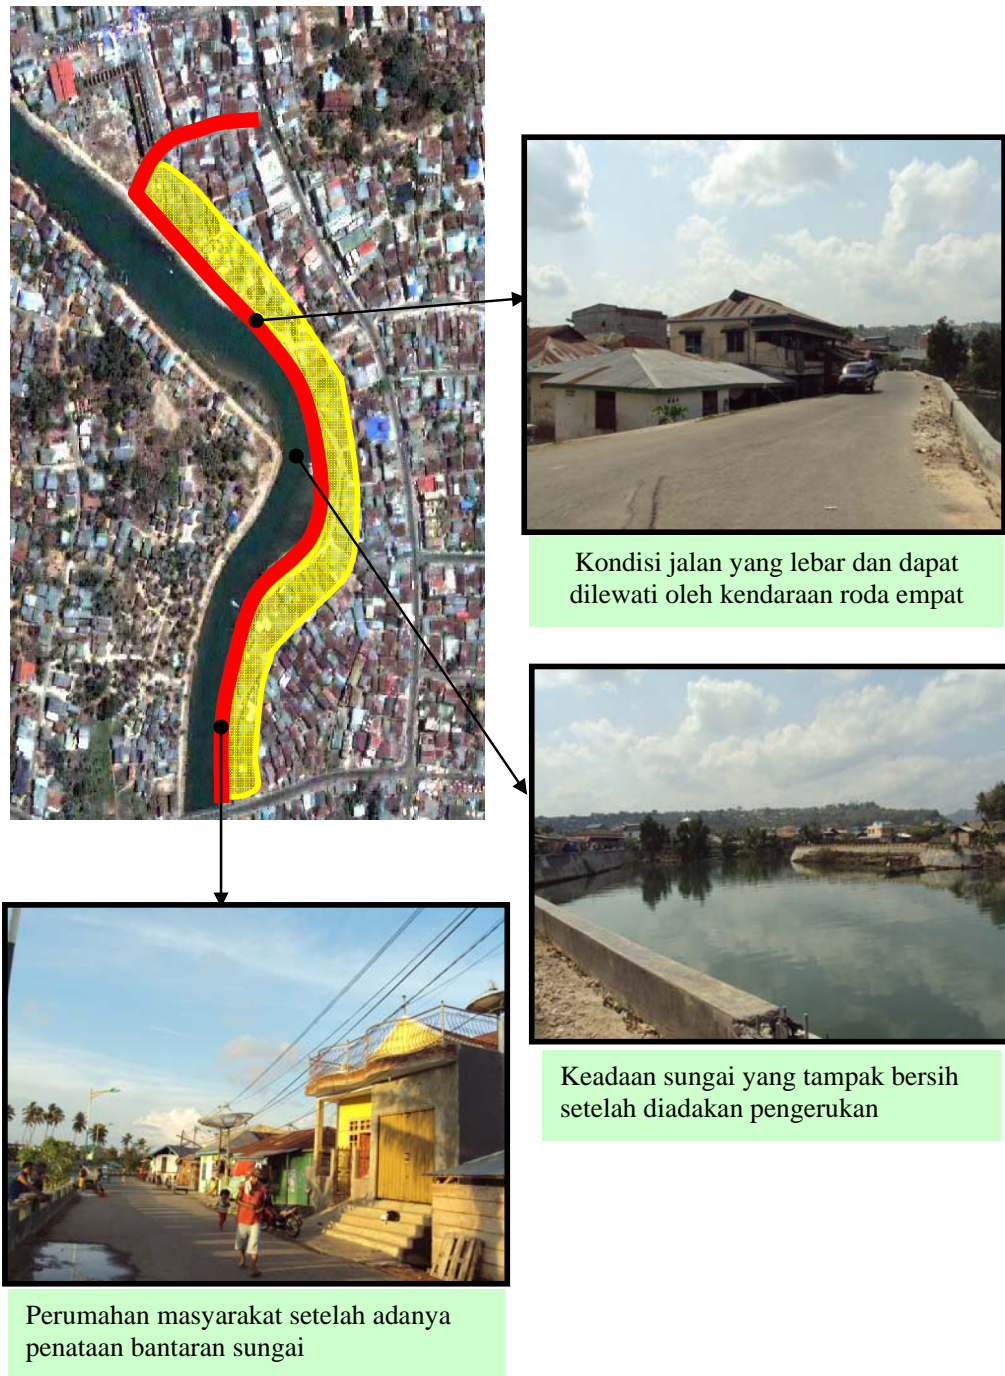 Kondisi jalan yang lebar dan dapat
dilewati oleh kendaraan roda empat
Keadaan sungai yang tampak bersih
setelah diadakan pengerukan
Perumahan masyarakat setelah adanya
penataan bantaran sungai